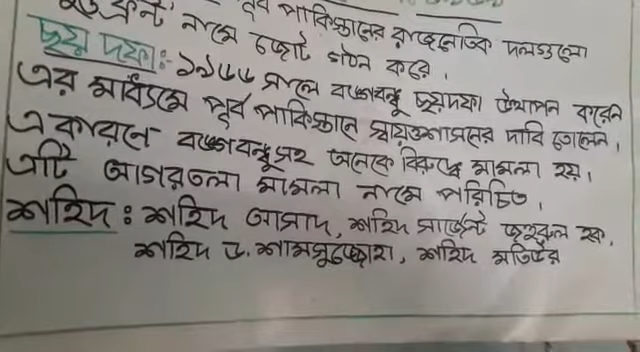 পূর্ব পাকিস্তানের রাজনৈতিক দলগুলো
যুক্তফ্রন্ট নামে জোট গঠন করে।
ছয় দফা:- ১৯৬৬ সালে বঙ্গবন্ধু ছয়দফা উত্থাপন করেন
এর মাধ্যমে পূর্ব পাকিস্তানে স্বায়ত্তশাসনের দাবি তোলেন।
এ কারনে বঙ্গবন্ধুসহ অনেকে বিরুদ্ধে মামলা হয়।
এটি আগরতলা মামলা নামে পরিচিত।
শহিদ : শহিদ আসাদ, শহিদ সার্জেন্ট জহুরুল হক,
শহিদ ড. শামসুজ্জোহা, শহিদ মতিউর